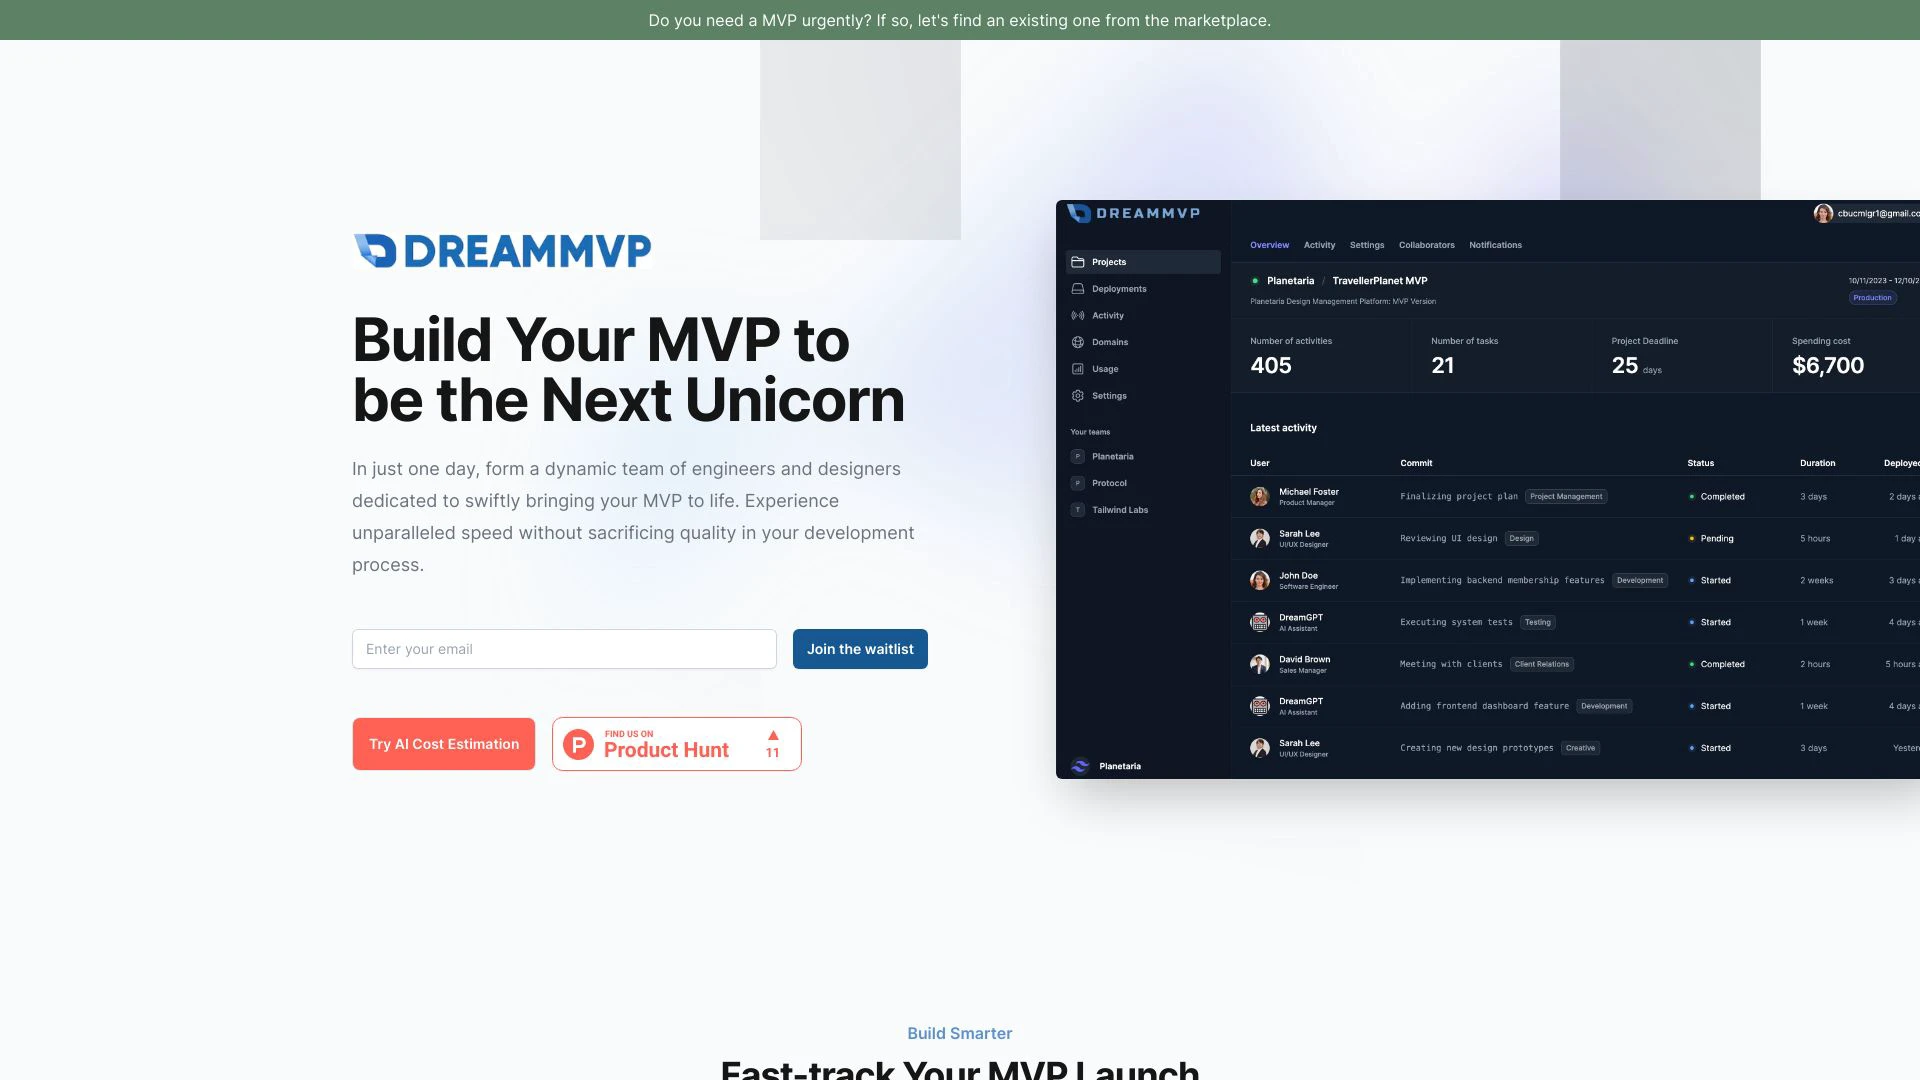 Do you need a MVP urgently? If so, let's find an existing one from the marketplace.
DREAMMVP
Build Your MVP to
be the Next Unicorn
In just one day, form a dynamic team of engineers and designers
dedicated to swiftly bringing your MVP to life. Experience
unparalleled speed without sacrificing quality in your development
process.
Enter your email
Join the waitlist
Try AI Cost Estimation
P
FIND US ON
Product Hunt
11
DREAMMVP
cbucmlgr1@gmail.co
Projects
Deployments
Activity
Domains
Usage
Settings
Your teams
P Planetaria
P Protocol
T Tailwind Labs
Planetaria
Overview Activity Settings Collaborators Notifications
Planetaria / TravellerPlanet MVP
10/11/2023 - 12/10/2
Planetaria Design Management Platform: MVP Version
Production
Number of activities Number of tasks Project Deadline Spending cost
405 21 25 days $6,700
Latest activity
User Commit Status Duration Deployed
Michael Foster
Product Manager
Finalizing project plan Project Management Completed 3 days 2 days a
Sarah Lee
UI/UX Designer
Reviewing UI design Design Pending 5 hours 1 day a
John Doe
Software Engineer
Implementing backend membership features Development Started 2 weeks 3 days a
DreamGPT
AI Assistant
Executing system tests Testing Started 1 week 4 days a
David Brown
Sales Manager
Meeting with clients Client Relations Completed 2 hours 5 hours a
DreamGPT
AI Assistant
Adding frontend dashboard feature Development Started 1 week 4 days a
Sarah Lee
UI/UX Designer
Creating new design prototypes Creative Started 3 days Yester
Build Smarter
Fast-track Your MVP Launch